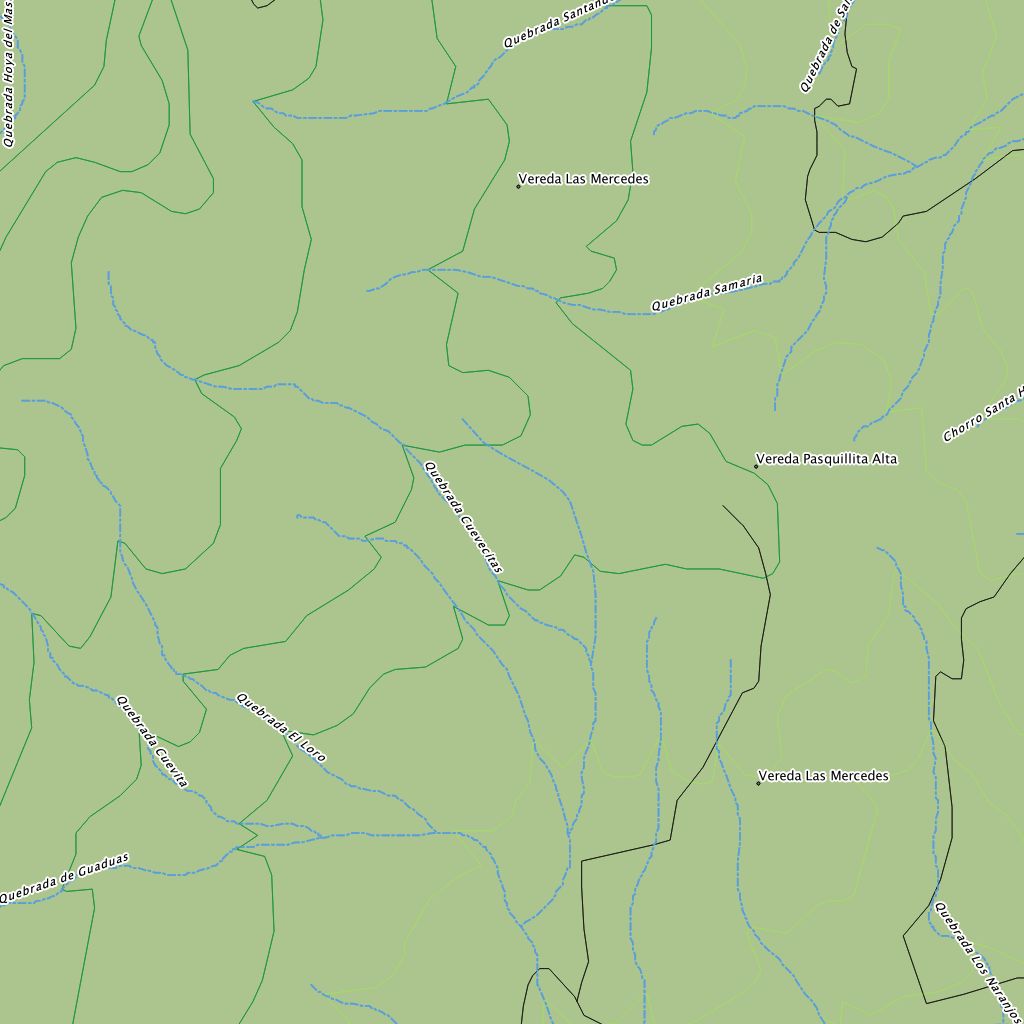 Quebrada Hoya del Mas
Quebrada Santand
Quebrada de San
Vereda Las Mercedes
Quebrada Samaria
Chorro Santa H
Vereda Pasquillita Alta
Quebrada Cuevecitas
Quebrada Cuevita
Quebrada El Loro
Vereda Las Mercedes
Quebrada de Guaduas
Quebrada Los Naranjos